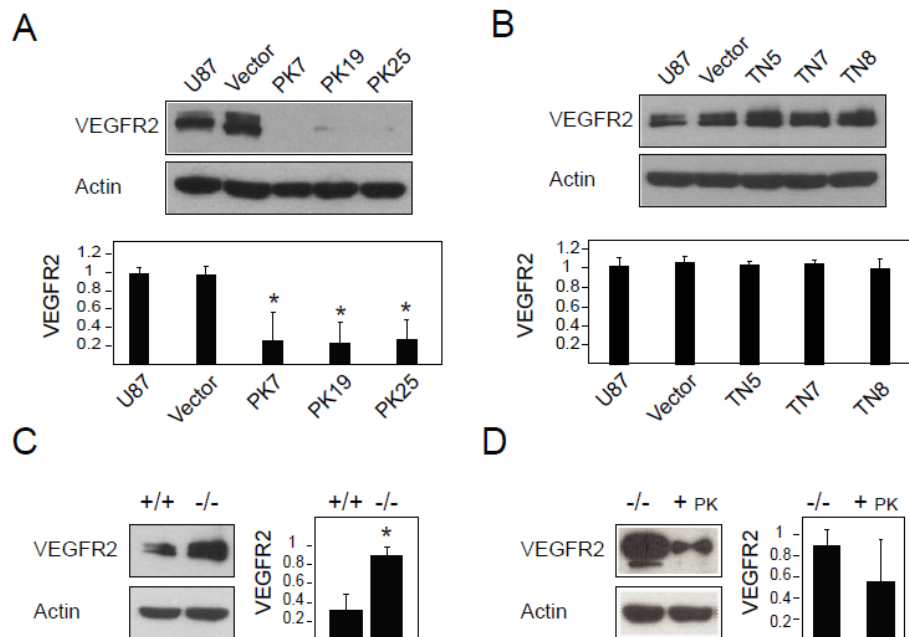 A
U87 Vector PK7 PK19 PK25
VEGFR2
Actin
VEGFR2
1.2
1
0.8
0.6
0.4
0.2
* * *
U87 Vector PK7 PK19 PK25
B
U87 Vector TN5 TN7 TN8
VEGFR2
Actin
VEGFR2
1.2
1
0.8
0.6
0.4
0.2
U87 Vector TN5 TN7 TN8
C
+/+ -/-
VEGFR2
Actin
+/+ -/-
VEGFR2
1
0.8
0.6
0.4
0.2
*
D
-/- + PK
VEGFR2
Actin
-/- + PK
VEGFR2
1
0.8
0.6
0.4
0.2